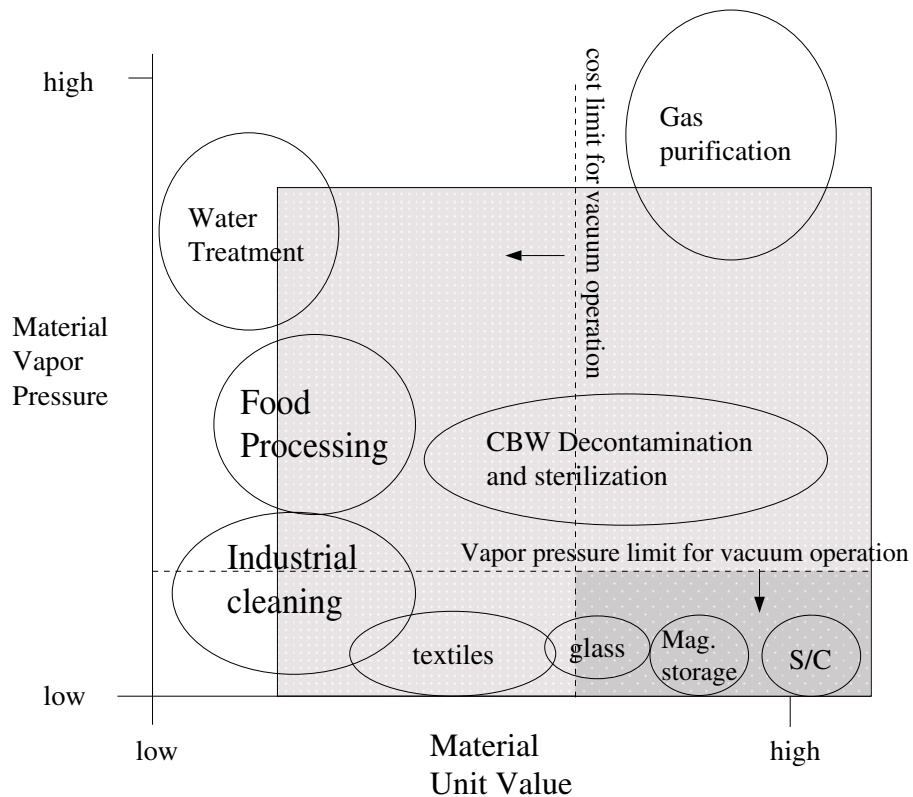 high
cost limit for vacuum operation
Gas
purification
Water
Treatment
Material
Vapor
Pressure
Food
Processing
CBW Decontamination
and sterilization
Industrial
cleaning
Vapor pressure limit for vacuum operation
textiles
glass
Mag.
storage
S/C
low
low
Material
Unit Value
high